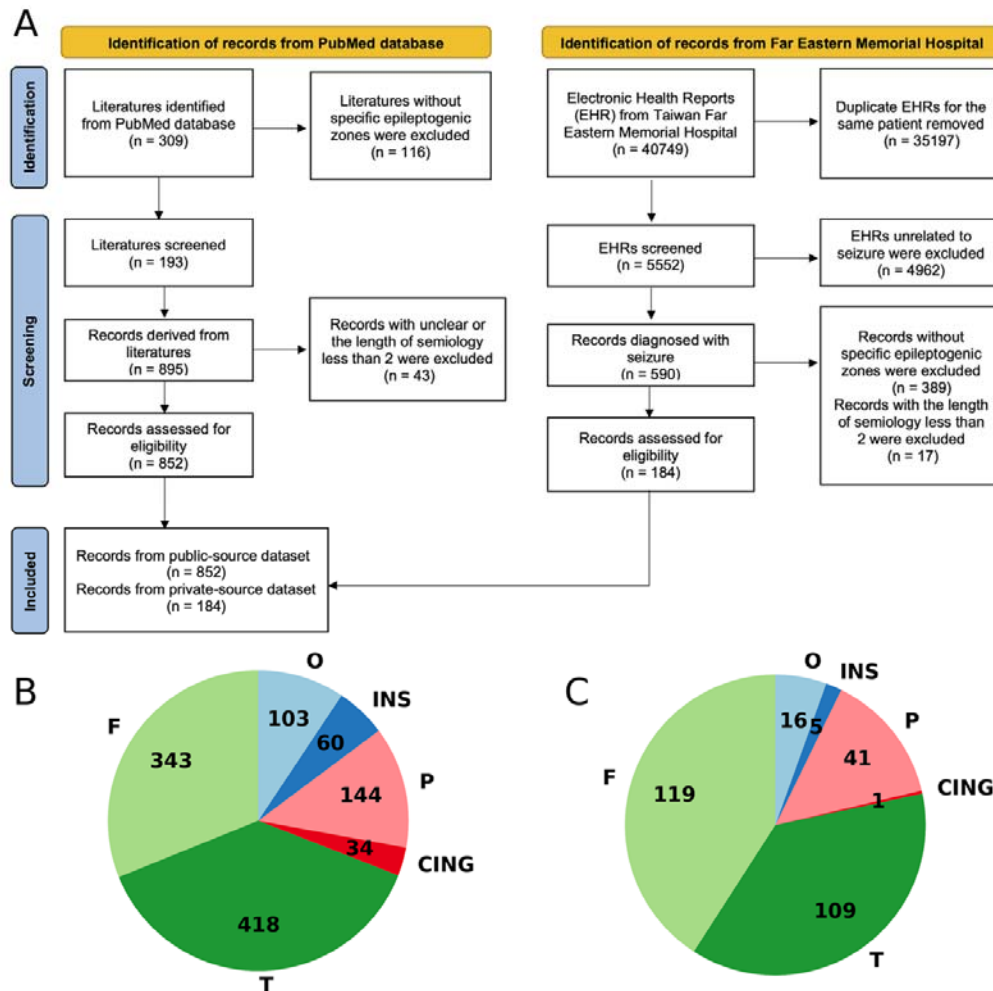 A
Identification of records from PubMed database
Identification of records from Far Eastern Memorial Hospital
Identification
Literatures identified
from PubMed database
(n = 309)
Literatures without
specific epileptogenic
zones were excluded
(n = 116)
Electronic Health Reports
(EHR) from Taiwan Far
Eastern Memorial Hospital
(n = 40749)
Duplicate EHRs for the
same patient removed
(n = 35197)
Screening
Literatures screened
(n = 193)
EHRs screened
(n = 5552)
EHRs unrelated to
seizure were excluded
(n = 4962)
Records derived from
literatures
(n = 895)
Records with unclear or
the length of semiology
less than 2 were excluded
(n = 43)
Records diagnosed with
seizure
(n = 590)
Records without
specific epileptogenic
zones were excluded
(n = 389)
Records with the length
of semiology less than
2 were excluded
(n = 17)
Records assessed for
eligibility
(n = 852)
Records assessed for
eligibility
(n = 184)
Included
Records from public-source dataset
(n = 852)
Records from private-source dataset
(n = 184)
B
O
103
INS
60
P
144
CING
34
T
418
F
343
C
O
16
INS
5
P
41
CING
1
T
109
F
119